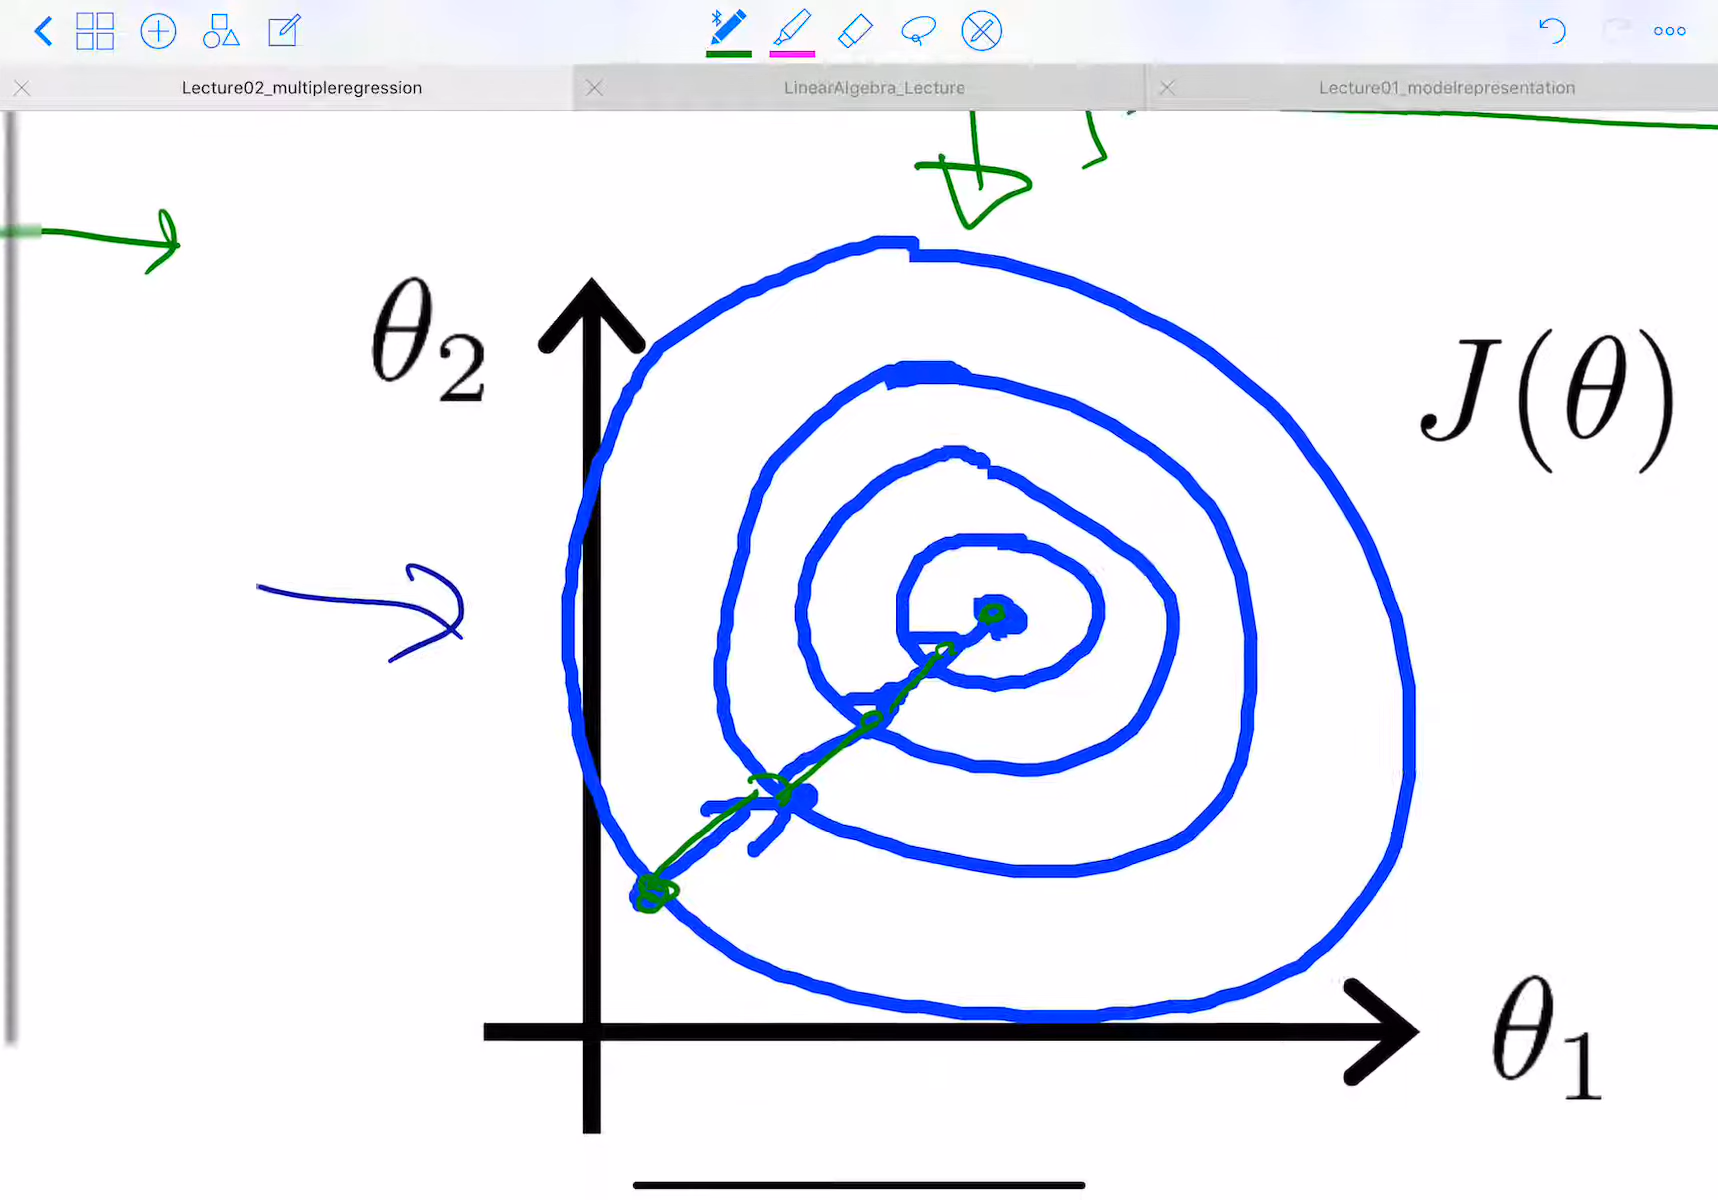 Lecture02_multipleregression
LinearAlgebra_Lecture
Lecture01_modelrepresentation
θ₂
J(θ)
θ₁